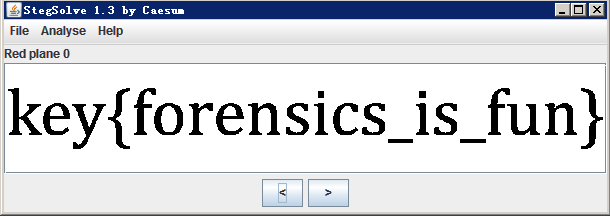 StegSolve 1.3 by Caesum
File Analyse Help
Red plane 0
key{forensics_is_fun}
< >